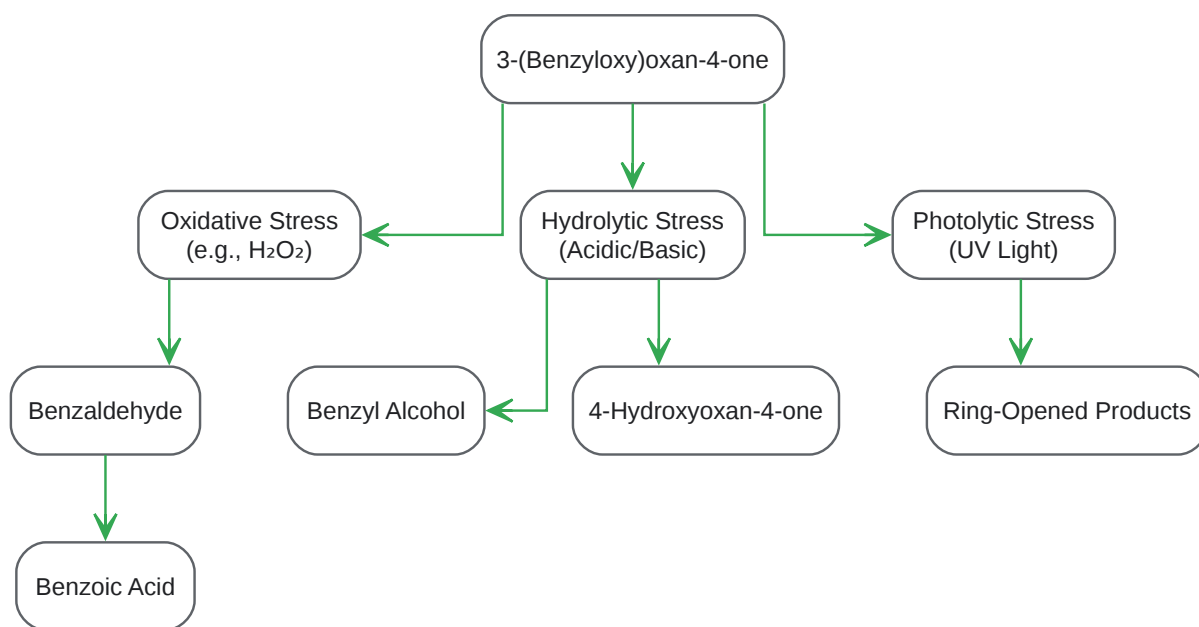 3-(Benzyloxy)oxan-4-one
Oxidative Stress
(e.g., H₂O₂)
Hydrolytic Stress
(Acidic/Basic)
Photolytic Stress
(UV Light)
Benzaldehyde
Benzyl Alcohol
4-Hydroxyoxan-4-one
Ring-Opened Products
Benzoic Acid